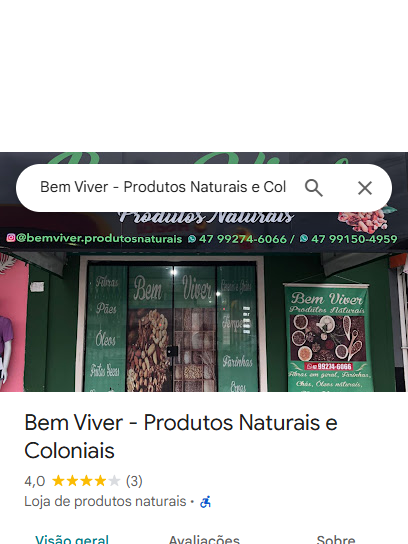 Bem Viver - Produtos Naturais e Col
Produtos Naturais
@bemviver.produtosnaturais 47 99274-6066 / 47 99150-4959
Fibras
Pães
Óleos
Frutas Secas
Bem Viver
Farinhas
Bem Viver
Produtos Naturais
47 99274-6066
Fibras em geral, Farinhas,
Chás, Óleos naturais,
Bem Viver - Produtos Naturais e
Coloniais
4,0 (3)
Loja de produtos naturais ·
Visão geral
Avaliações
Sobre